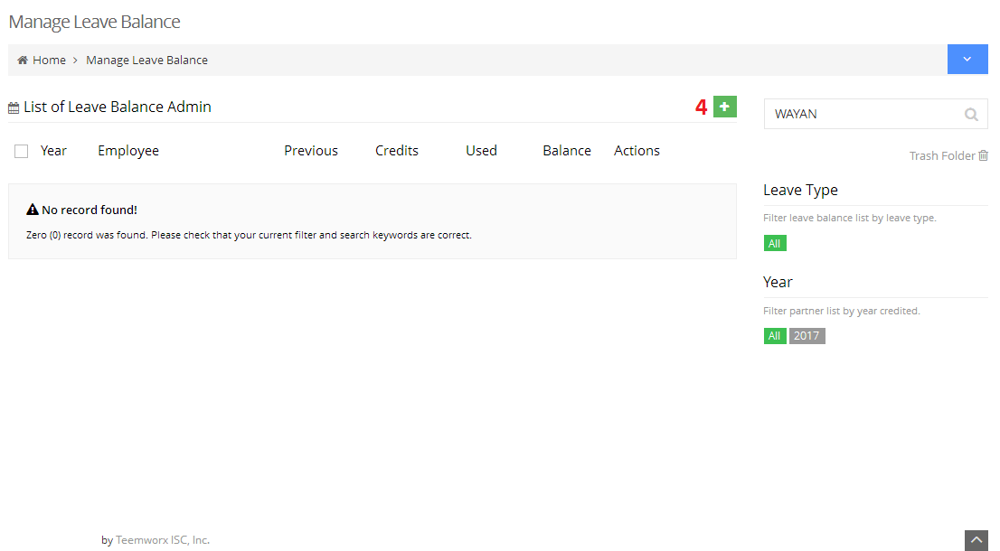 Manage Leave Balance
Home > Manage Leave Balance
List of Leave Balance Admin
4
WAYAN
Year Employee Previous Credits Used Balance Actions
Trash Folder
No record found!
Zero (0) record was found. Please check that your current filter and search keywords are correct.
Leave Type
Filter leave balance list by leave type.
All
Year
Filter partner list by year credited.
All 2017
by Teemworx ISC, Inc.